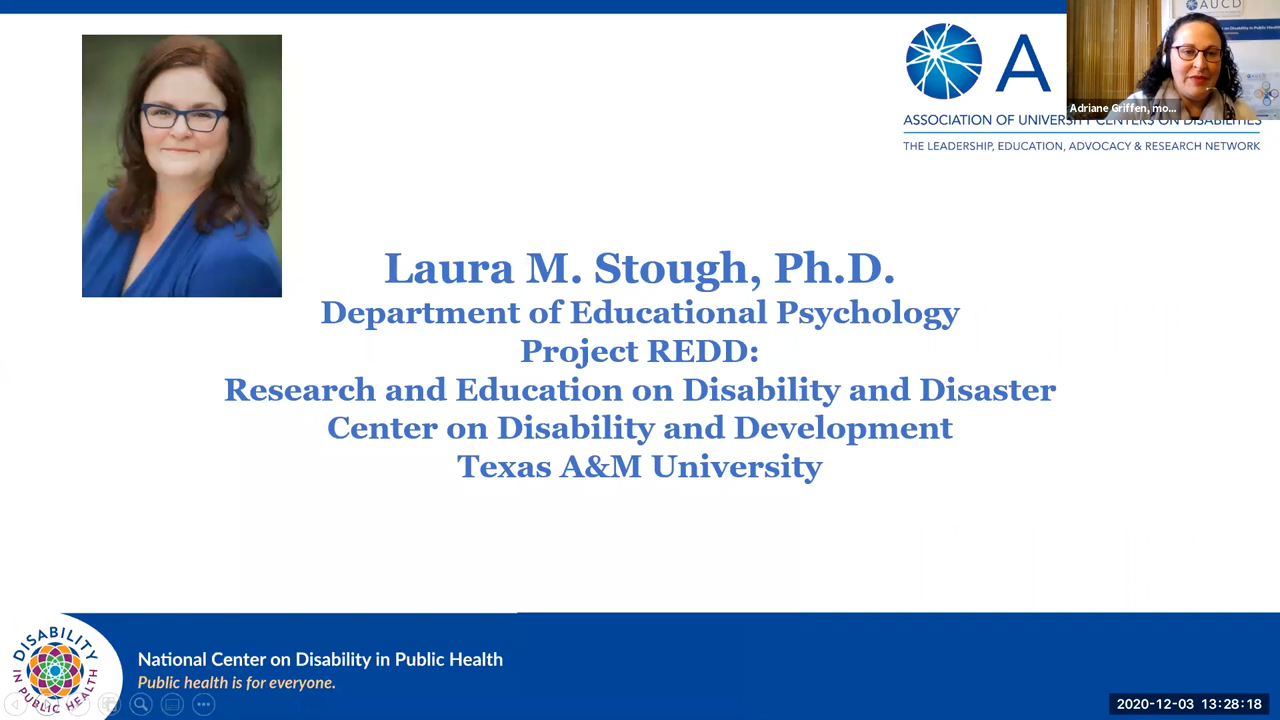 AUCD
A
Adriane Griffen, mo...
ASSOCIATION OF UNIVERSITY CENTERS ON DISABILITIES
THE LEADERSHIP, EDUCATION, ADVOCACY & RESEARCH NETWORK
Laura M. Stough, Ph.D.
Department of Educational Psychology
Project REDD:
Research and Education on Disability and Disaster
Center on Disability and Development
Texas A&M University
DISABILITY
IN PUBLIC HEALTH
National Center on Disability in Public Health
Public health is for everyone.
2020-12-03 13:28:18